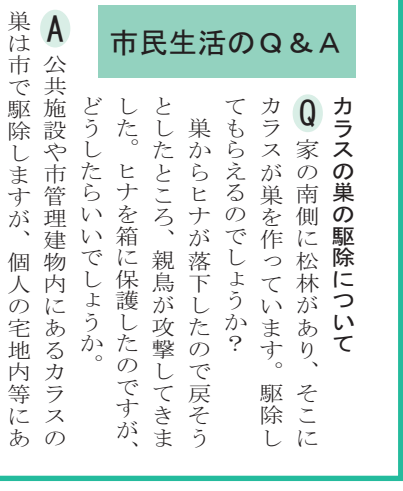 市民生活のＱ＆Ａ
カラスの巣の駆除について
Ｑ 家の南側に松林があり、そこに
カラスが巣を作っています。駆除し
てもらえるのでしょうか？
　巣からヒナが落下したので戻そう
としたところ、親鳥が攻撃してきま
した。ヒナを箱に保護したのですが、
どうしたらいいでしょうか。
Ａ 公共施設や市管理建物内にあるカラスの
巣は市で駆除しますが、個人の宅地内等にあ